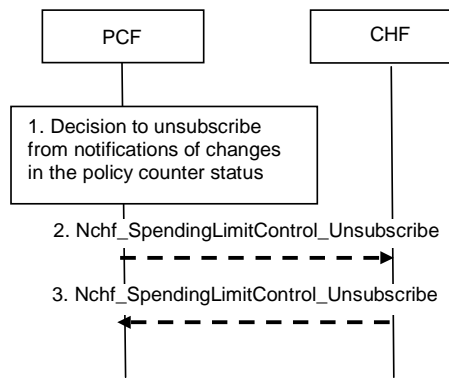 PCF
CHF
1. Decision to unsubscribe
from notifications of changes
in the policy counter status
2. Nchf_SpendingLimitControl_Unsubscribe
3. Nchf_SpendingLimitControl_Unsubscribe